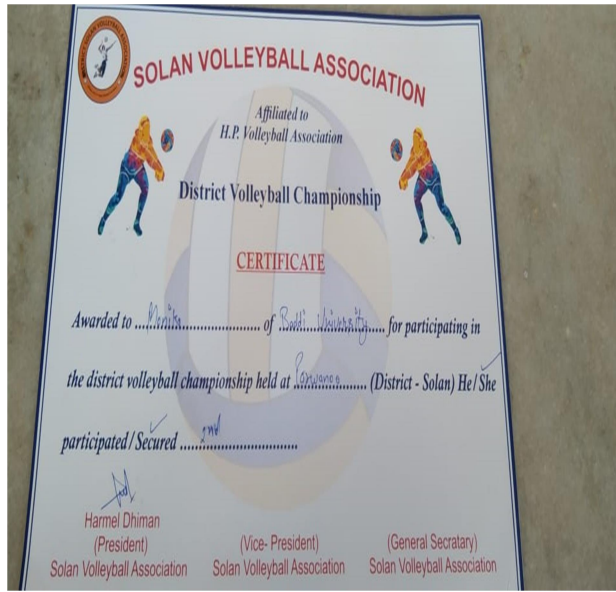 SOLAN VOLLEYBALL ASSOCIATION
Affiliated to
H.P. Volleyball Association
District Volleyball Championship
CERTIFICATE
Awarded to ...Monika...................... of ..Baddi...University.... for participating in
the district volleyball championship held at .Parwanoo............... (District - Solan) He / She
participated / Secured .....2nd.......................
Harmel Dhiman
(President)
Solan Volleyball Association
(Vice- President)
Solan Volleyball Association
(General Secratary)
Solan Volleyball Association